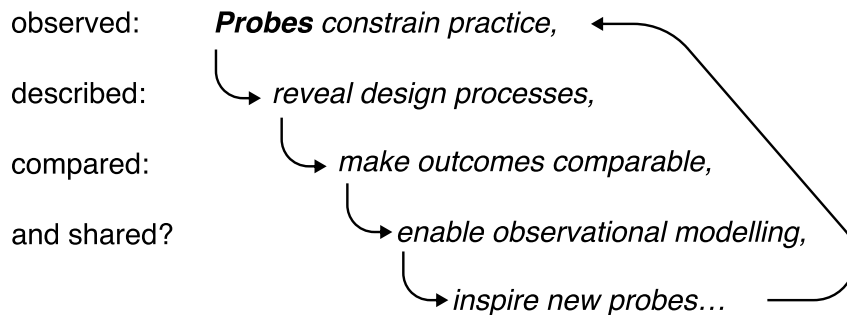 observed: Probes constrain practice,
described: reveal design processes,
compared: make outcomes comparable,
and shared? enable observational modelling,
inspire new probes…